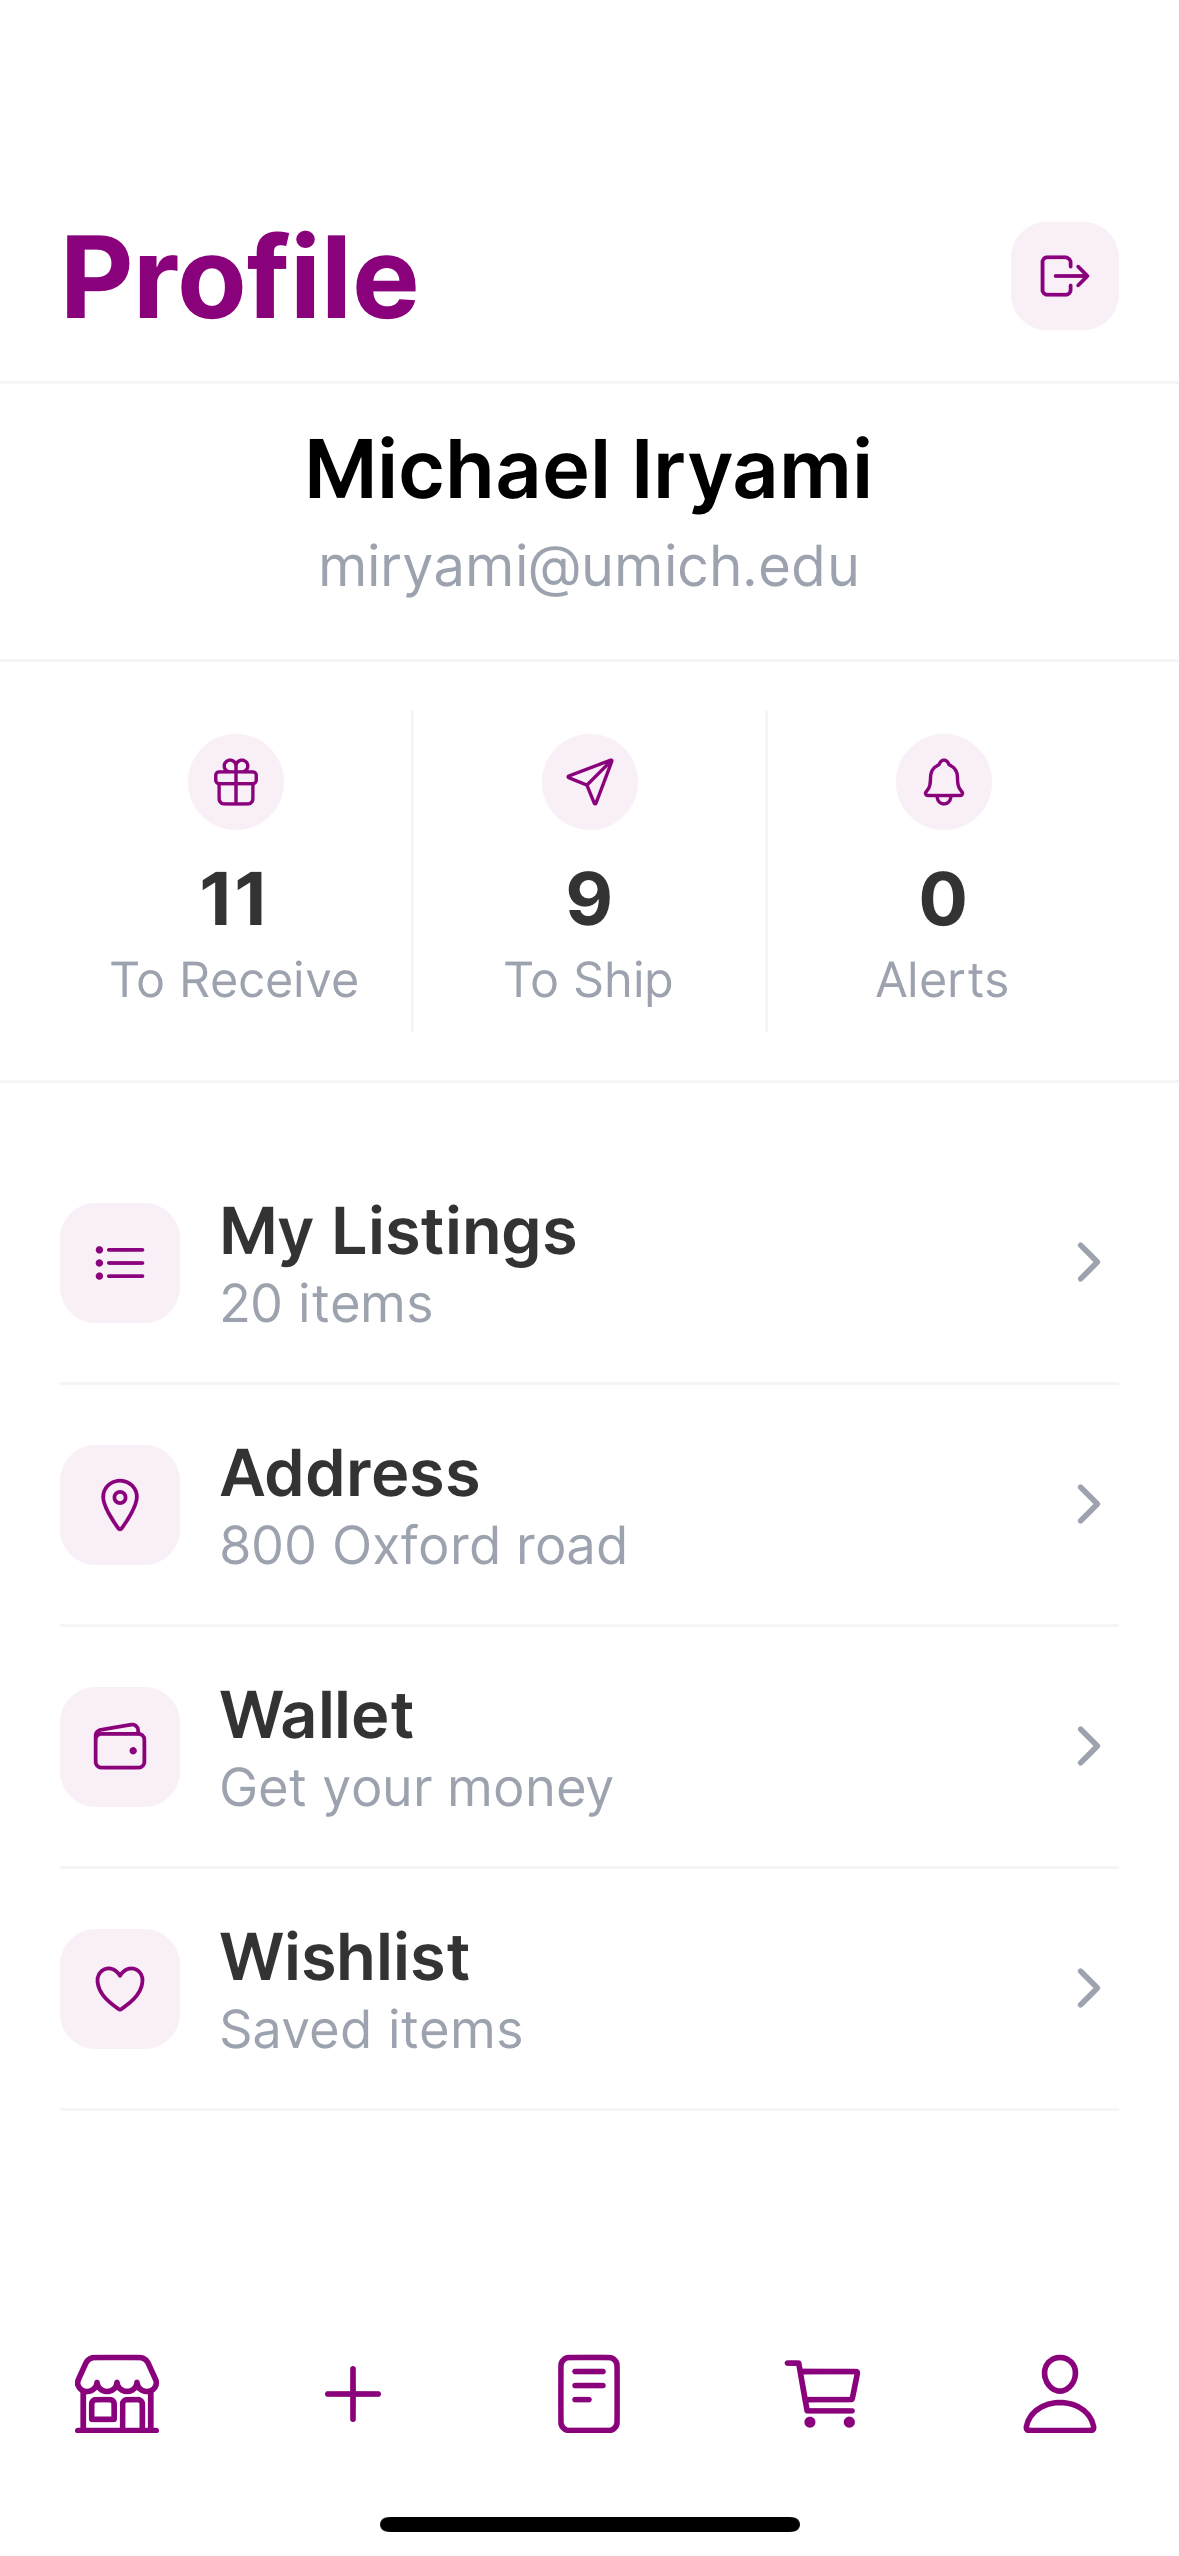 Profile
Michael Iryami
miryami@umich.edu
11
To Receive
9
To Ship
0
Alerts
My Listings
20 items
Address
800 Oxford road
Wallet
Get your money
Wishlist
Saved items